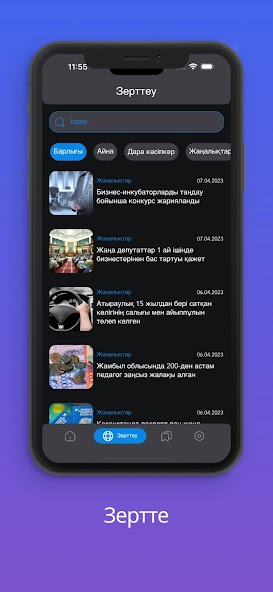 11:55
Зерттеу
Іздеу...
Барлығы
Айна
Дара кәсіпкер
Жаңалықтар
Жаңалықтар
07.04.2023
Бизнес-инкубаторларды таңдау
бойынша конкурс жарияланды
Жаңалықтар
07.04.2023
Жаңа депутаттар 1 ай ішінде
бизнестерінен бас тартуы қажет
Жаңалықтар
06.04.2023
Атыраулық 15 жылдан бері сатқан
көлігінің салығы мен айыппұлын
төлеп келген
Жаңалықтар
06.04.2023
Жамбыл облысында 200-ден астам
педагог заңсыз жалақы алған
Жаңалықтар
06.04.2023
Зерттеу
Зертте